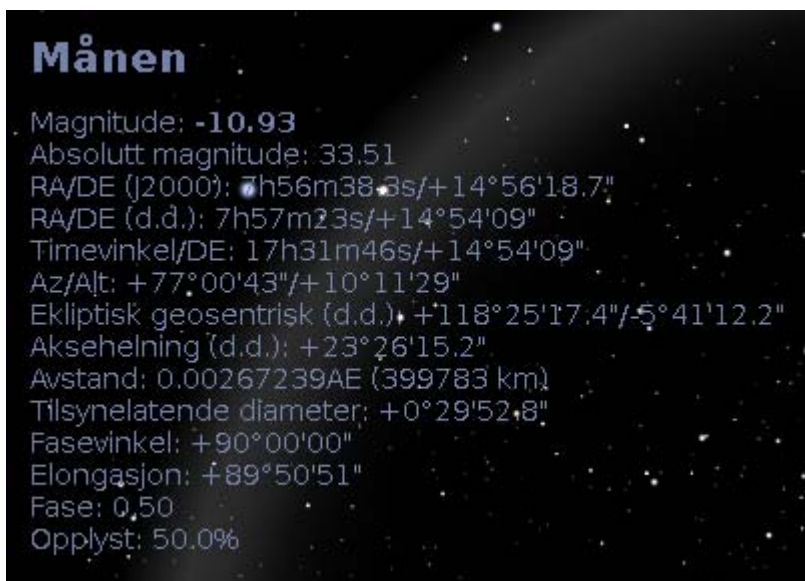 Månen
Magnitude: -10.93
Absolutt magnitude: 33.51
RA/DE (J2000): 7h56m38.3s/+14°56'18.7"
RA/DE (d.d.): 7h57m23s/+14°54'09"
Timevinkel/DE: 17h31m46s/+14°54'09"
Az/Alt: +77°00'43"/+10°11'29"
Ekliptisk geosentrisk (d.d.): +118°25'17.4"/-5°41'12.2"
Aksehelning (d.d.): +23°26'15.2"
Avstand: 0.00267239AE (399783 km)
Tilsynelatende diameter: +0°29'52.8"
Fasevinkel: +90°00'00"
Elongasjon: +89°50'51"
Fase: 0,50
Opplyst: 50.0%